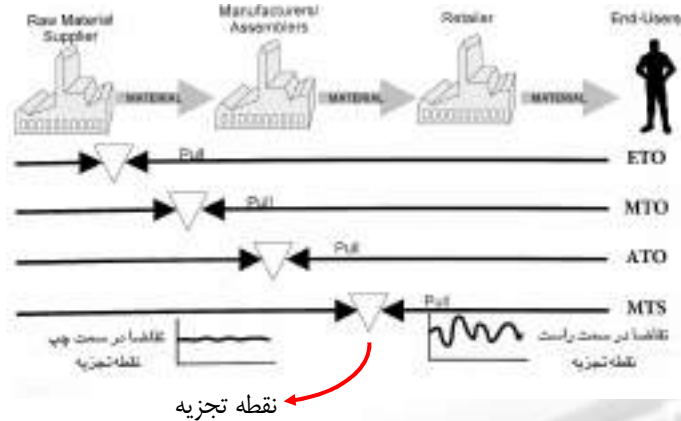 Raw Material
Supplier
Manufacturers/
Assemblers
Retailer
End-Users
MATERIAL
MATERIAL
MATERIAL
Pull
ETO
Pull
MTO
Pull
ATO
Pull
MTS
تقاضا در سمت چپ
نقطه تجزیه
تقاضا در سمت راست
نقطه تجزیه
نقطه تجزیه